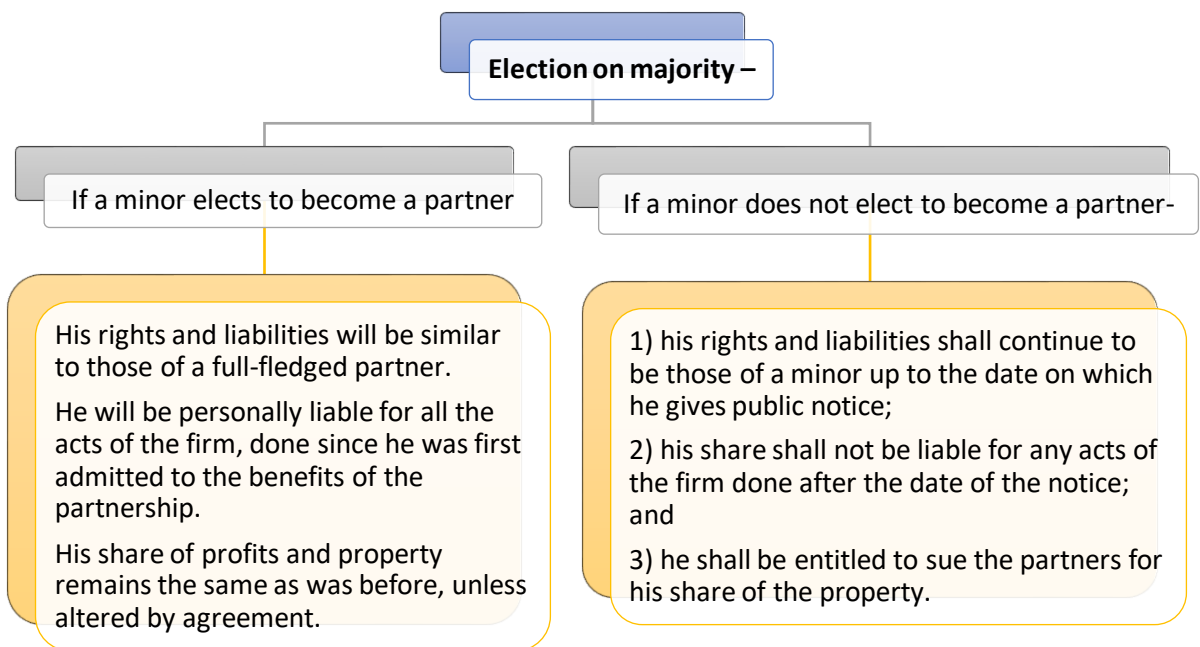 Election on majority –
If a minor elects to become a partner
If a minor does not elect to become a partner-
His rights and liabilities will be similar
to those of a full-fledged partner.
He will be personally liable for all the
acts of the firm, done since he was first
admitted to the benefits of the
partnership.
His share of profits and property
remains the same as was before, unless
altered by agreement.
1) his rights and liabilities shall continue to
be those of a minor up to the date on which
he gives public notice;
2) his share shall not be liable for any acts of
the firm done after the date of the notice;
and
3) he shall be entitled to sue the partners for
his share of the property.